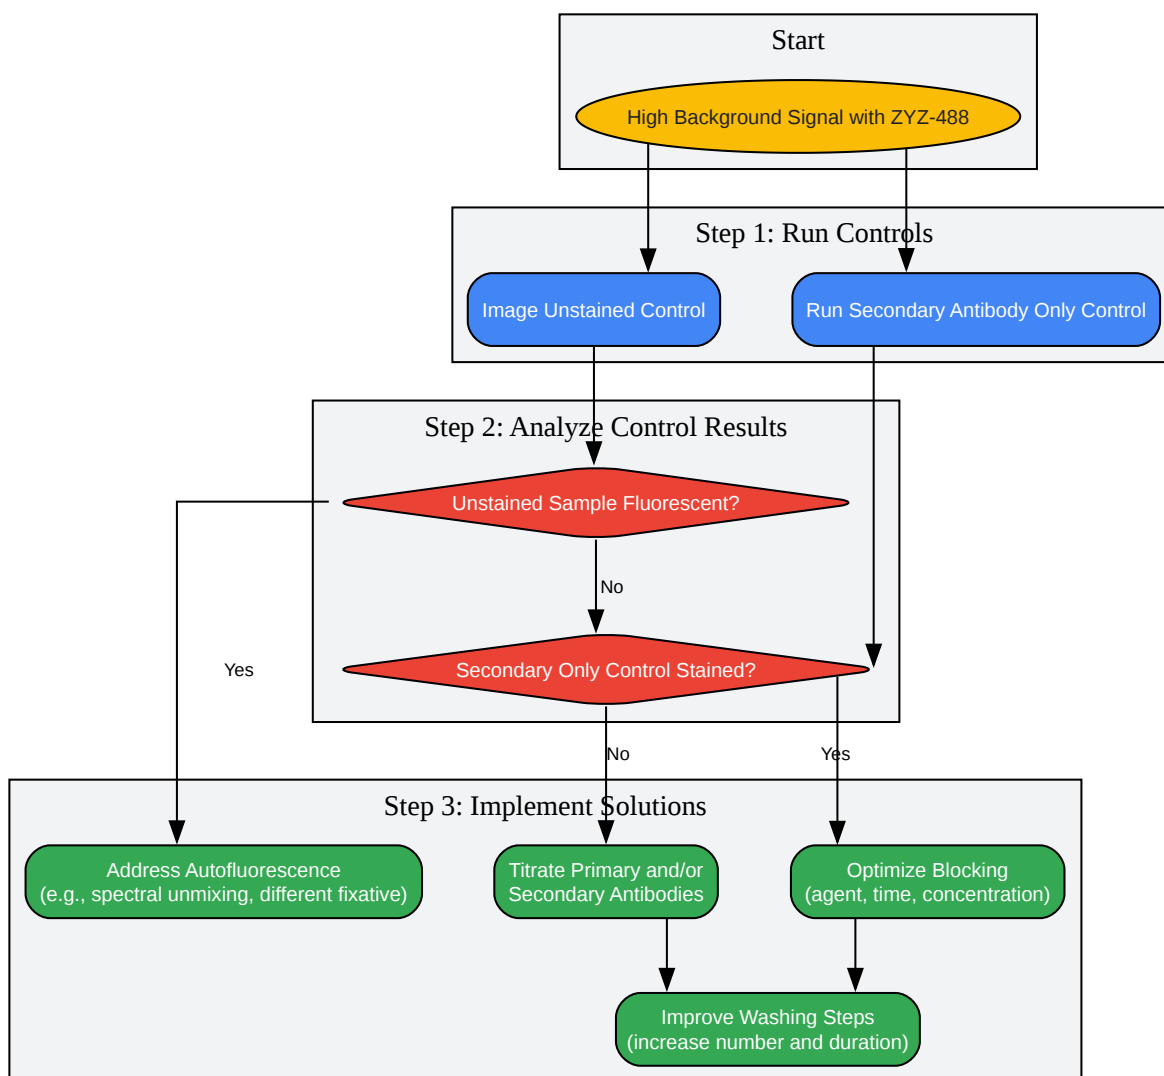 Start
High Background Signal with ZYZ-488
Step 1: Run Controls
Image Unstained Control
Run Secondary Antibody Only Control
Step 2: Analyze Control Results
Unstained Sample Fluorescent?
No
Secondary Only Control Stained?
Yes
No
Yes
Step 3: Implement Solutions
Address Autofluorescence
(e.g., spectral unmixing, different fixative)
Titrate Primary and/or
Secondary Antibodies
Optimize Blocking
(agent, time, concentration)
Improve Washing Steps
(increase number and duration)